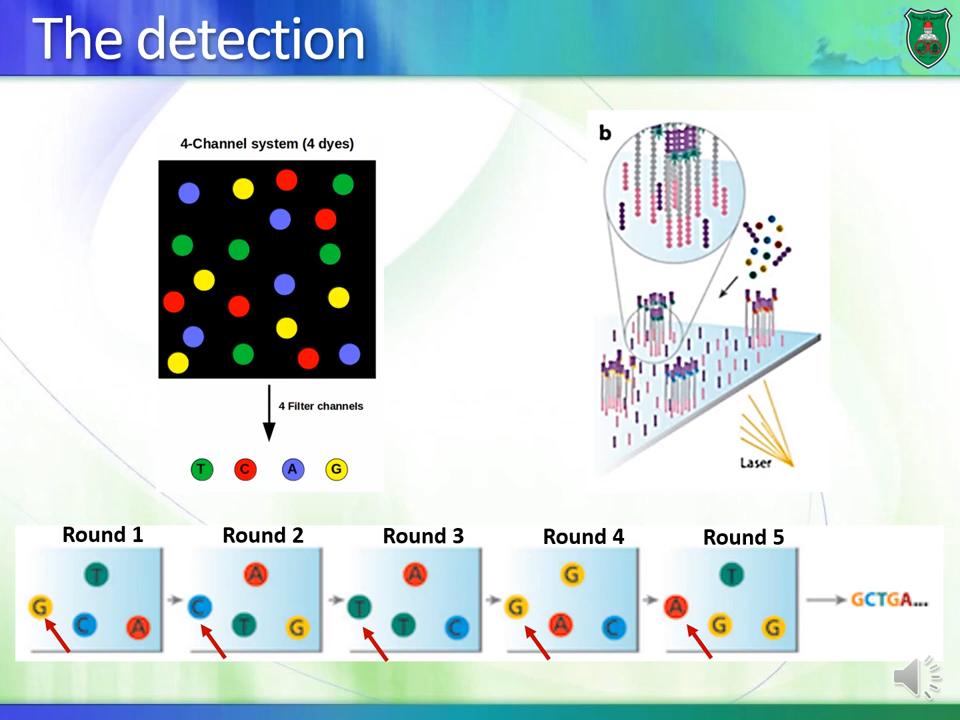 The detection
4-Channel system (4 dyes)
4 Filter channels
T C A G
b
Laser
Round 1
Round 2
Round 3
Round 4
Round 5
T
G
C
A
A
C
T
G
A
T
T
C
G
G
A
C
T
A
G
G
GCTGA...